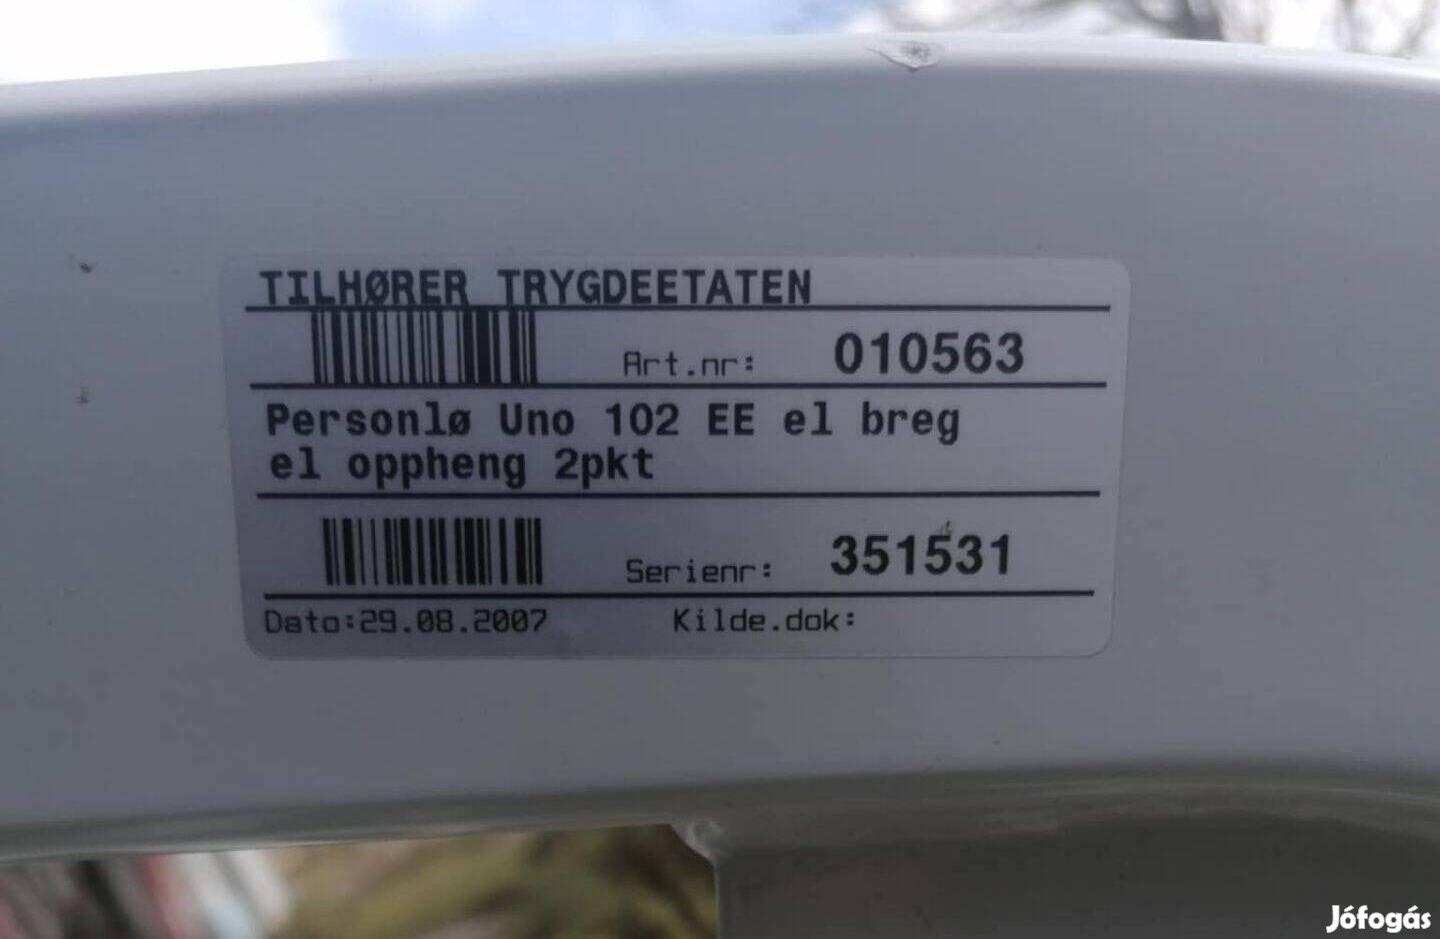 TILHØRER TRYGDEETATEN
Art.nr: 010563
Personlø Uno 102 EE el breg
el oppheng 2pkt
Serienr: 351531
Dato:29.08.2007 Kilde.dok:
Jófogás